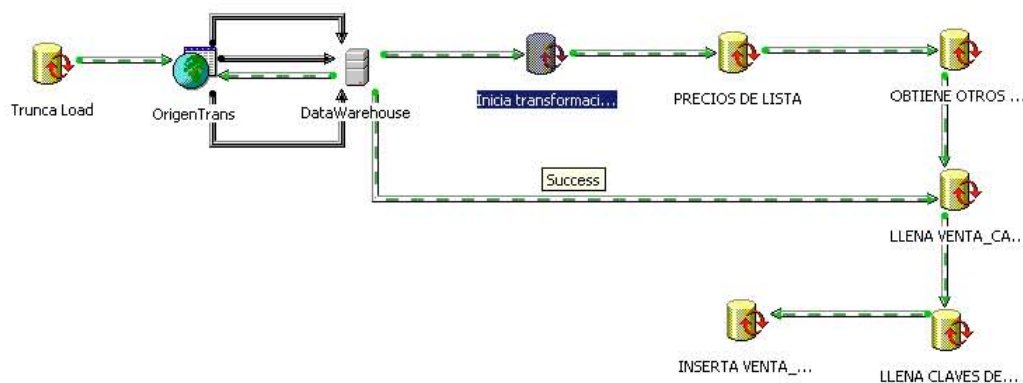 Trunca Load
OrigenTrans
DataWarehouse
Inicia transformaci...
PRECIOS DE LISTA
OBTIENE OTROS ...
Success
LLENA VENTA_CA...
INSERTA VENTA_...
LLENA CLAVES DE...